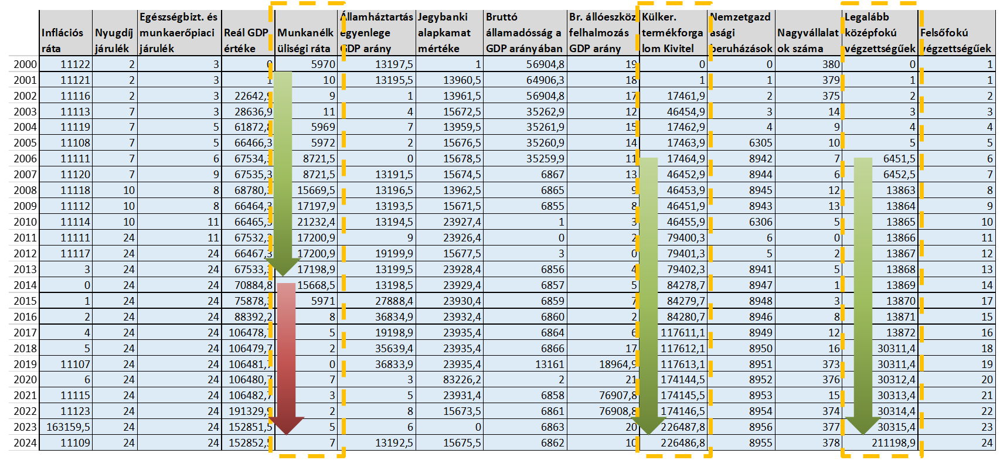 Inflációs ráta | Nyugdíj járulék | Egészségbizt. és munkaerőpiaci járulék | Reál GDP értéke | Munkanélk üliségi ráta | Államháztartás egyenlege GDP arány | Jegybanki alapkamat mértéke | Bruttó államadósság a GDP arányában | Br. állóeszköz felhalmozás GDP arány | Külker. termékforga lom Kivitel | Nemzetgazd asági beruházások | Nagyvállalat ok száma | Legalább középfokú végzettségűek | Felsőfokú végzettségűek
2000 11122 2 3 0 5970 13197,5 1 56904,8 19 0 0 380 0 1
2001 11121 2 3 1 10 13195,5 13960,5 64906,3 18 1 1 379 1 1
2002 11116 2 3 22642,9 9 1 13961,5 56904,8 17 17461,9 2 375 2 2
2003 11113 7 3 28636,9 11 4 15672,5 35262,9 12 46454,9 3 14 3 3
2004 11119 7 5 61872,8 5969 7 13959,5 35261,9 15 17462,9 4 9 4 4
2005 11108 7 5 66466,3 5972 2 15676,5 35260,9 14 17463,9 6305 10 5 5
2006 11111 7 6 67534,3 8721,5 0 15678,5 35259,9 11 17464,9 8942 7 6451,5 6
2007 11120 7 9 67535,3 8721,5 13191,5 15674,5 6867 13 46452,9 8944 6 6452,5 7
2008 11118 10 8 68780,3 15669,5 13196,5 13962,5 6865 9 46453,9 8945 12 13863 8
2009 11112 10 8 66464,3 17197,9 13193,5 15671,5 6855 8 46451,9 8943 13 13864 9
2010 11114 10 11 66465,3 21232,4 13194,5 23927,4 1 3 46455,9 6306 5 13865 10
2011 11111 24 11 67532,3 17200,9 9 23926,4 0 2 79400,3 6 0 13866 11
2012 11117 24 24 66467,3 17200,9 19199,9 15677,5 3 0 79401,3 5 2 13867 12
2013 3 24 24 67533,3 17198,9 13199,5 23928,4 6856 4 79402,3 8941 5 13868 13
2014 0 24 24 70884,8 15668,5 13198,5 23929,4 6857 5 84278,7 8947 1 13869 14
2015 1 24 24 75878,3 5971 27888,4 23930,4 6859 7 84279,7 8948 3 13870 17
2016 2 24 24 88392,2 8 36834,9 23932,4 6860 2 84280,7 8946 8 13871 15
2017 4 24 24 106478,7 5 19198,9 23935,4 6864 6 117611,1 8949 12 13872 16
2018 5 24 24 106479,7 2 35639,4 23935,4 6866 17 117612,1 8950 16 30311,4 18
2019 11107 24 24 106481,7 0 36833,9 23935,4 13161 18964,9 117613,1 8951 373 30311,4 19
2020 6 24 24 106480,7 7 3 83226,2 2 21 174144,5 8952 376 30312,4 20
2021 11115 24 24 106482,7 3 5 23931,4 6858 76907,8 174145,5 8953 15 30313,4 21
2022 11123 24 24 191329,9 2 8 15673,5 6861 76908,8 174146,5 8954 374 30314,4 22
2023 163159,5 24 24 152851,5 5 6 0 6863 20 226487,8 8956 377 30315,4 23
2024 11109 24 24 152852,5 7 13192,5 15675,5 6862 10 226486,8 8955 378 211198,9 24